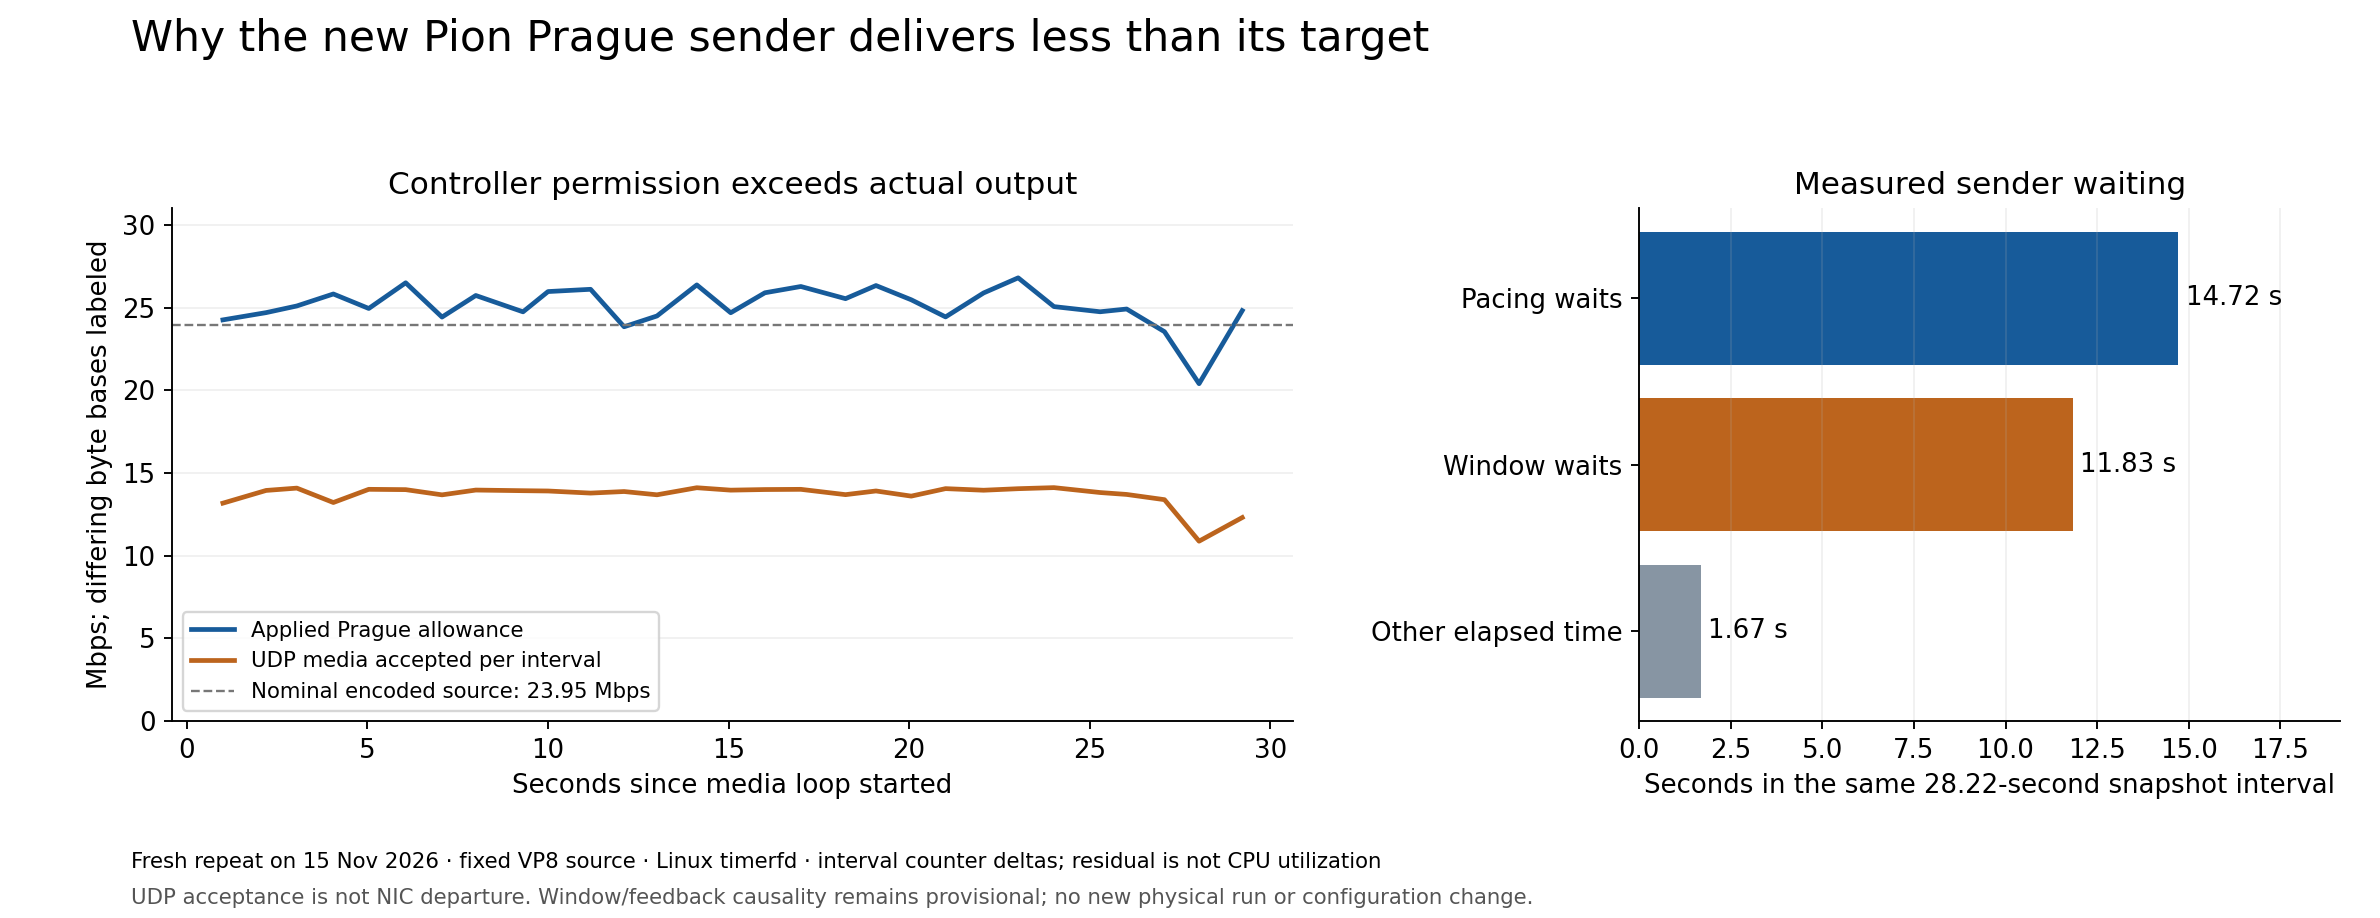 Why the new Pion Prague sender delivers less than its target
Controller permission exceeds actual output
Mbps; differing byte bases labeled
30
25
20
15
10
5
0
Applied Prague allowance
UDP media accepted per interval
Nominal encoded source: 23.95 Mbps
0 5 10 15 20 25 30
Seconds since media loop started
Measured sender waiting
Pacing waits
14.72 s
Window waits
11.83 s
Other elapsed time
1.67 s
0.0 2.5 5.0 7.5 10.0 12.5 15.0 17.5
Seconds in the same 28.22-second snapshot interval
Fresh repeat on 15 Nov 2026 · fixed VP8 source · Linux timerfd · interval counter deltas; residual is not CPU utilization
UDP acceptance is not NIC departure. Window/feedback causality remains provisional; no new physical run or configuration change.